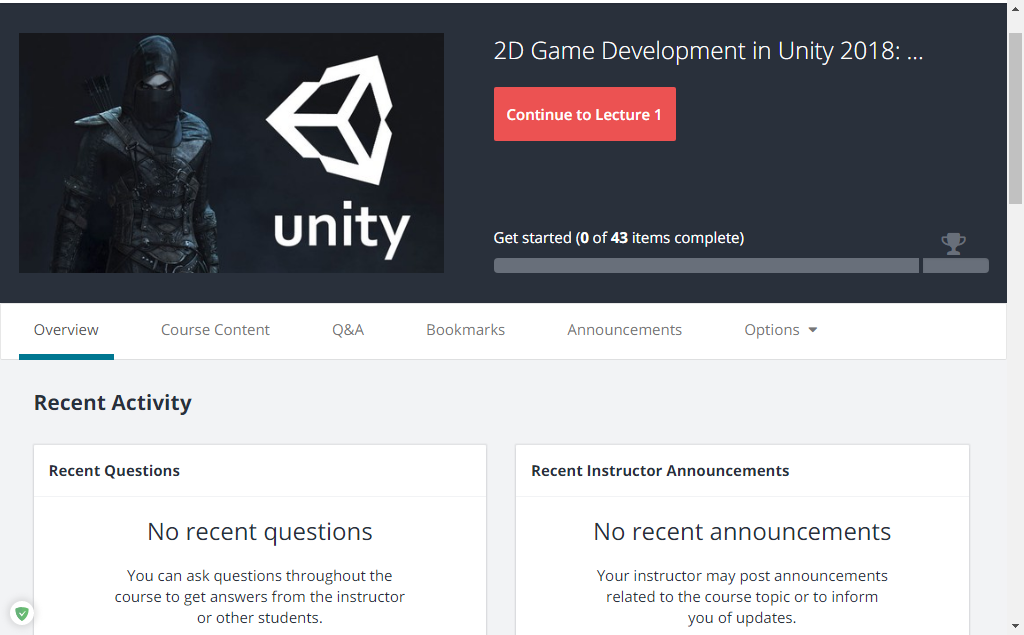 unity
2D Game Development in Unity 2018: ...
Continue to Lecture 1
Get started (0 of 43 items complete)
Overview
Course Content
Q&A
Bookmarks
Announcements
Options
Recent Activity
Recent Questions
No recent questions
You can ask questions throughout the
course to get answers from the instructor
or other students.
Recent Instructor Announcements
No recent announcements
Your instructor may post announcements
related to the course topic or to inform
you of updates.